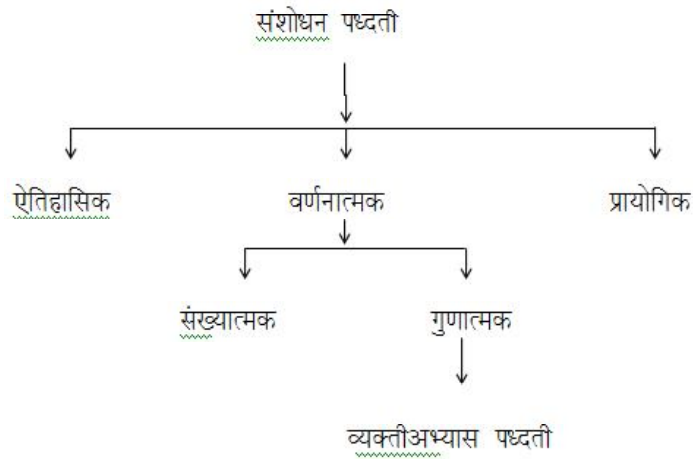 संशोधन पध्दती
ऐतिहासिक वर्णनात्मक प्रायोगिक
संख्यात्मक गुणात्मक
व्यक्तीअभ्यास पध्दती